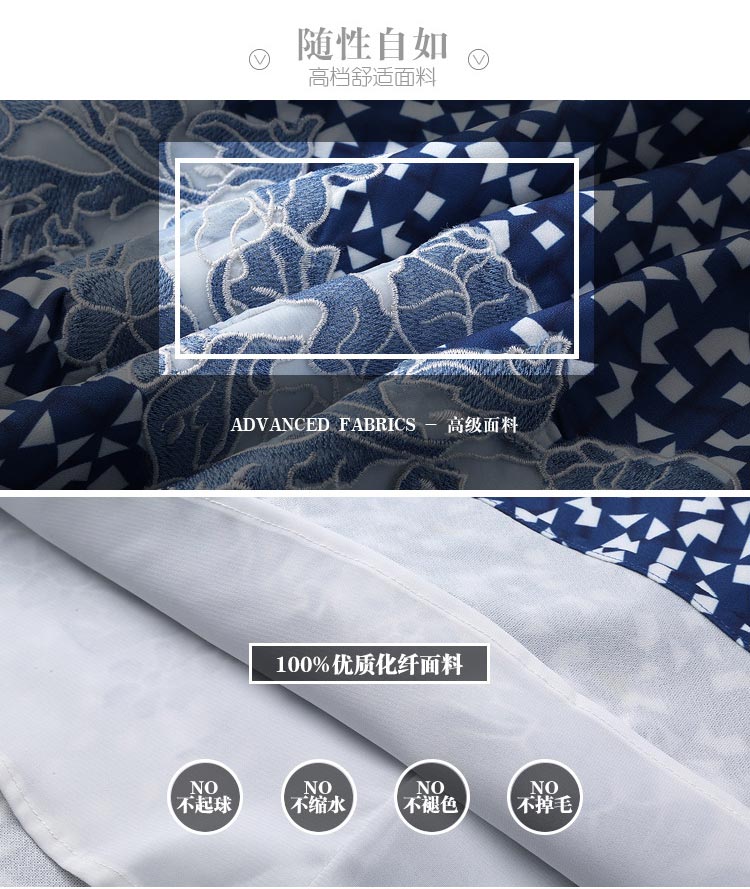 随性自如
高档舒适面料
ADVANCED FABRICS - 高级面料
100%优质化纤面料
NO
不起球
NO
不缩水
NO
不褪色
NO
不掉毛